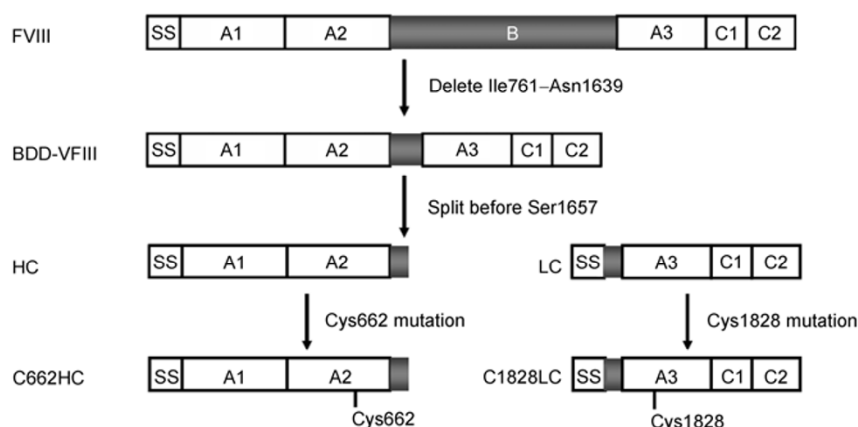 FVIII SS A1 A2 B A3 C1 C2
Delete Ile761–Asn1639
BDD-VFIII SS A1 A2 A3 C1 C2
Split before Ser1657
HC SS A1 A2 LC SS A3 C1 C2
Cys662 mutation Cys1828 mutation
C662HC SS A1 A2 C1828LC SS A3 C1 C2
Cys662 Cys1828